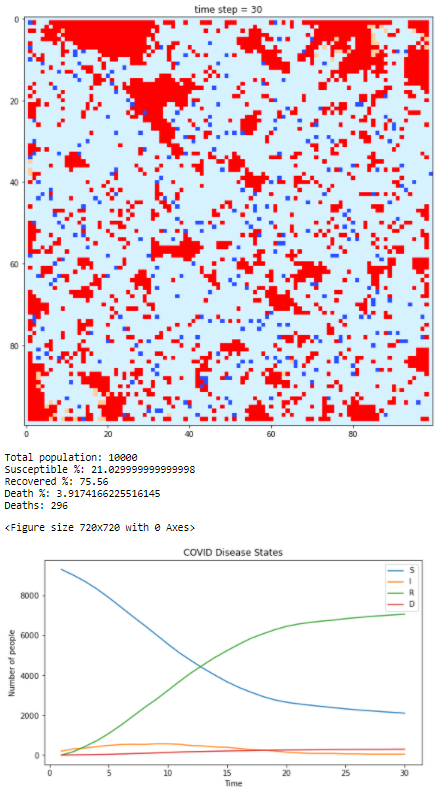 time step = 30
0
20
40
60
80
0 20 40 60 80
Total population: 10000
Susceptible %: 21.029999999999998
Recovered %: 75.56
Death %: 3.9174166225516145
Deaths: 296
<Figure size 720x720 with 0 Axes>
COVID Disease States
S
I
R
D
8000
6000
4000
2000
0
Number of people
0 5 10 15 20 25 30
Time